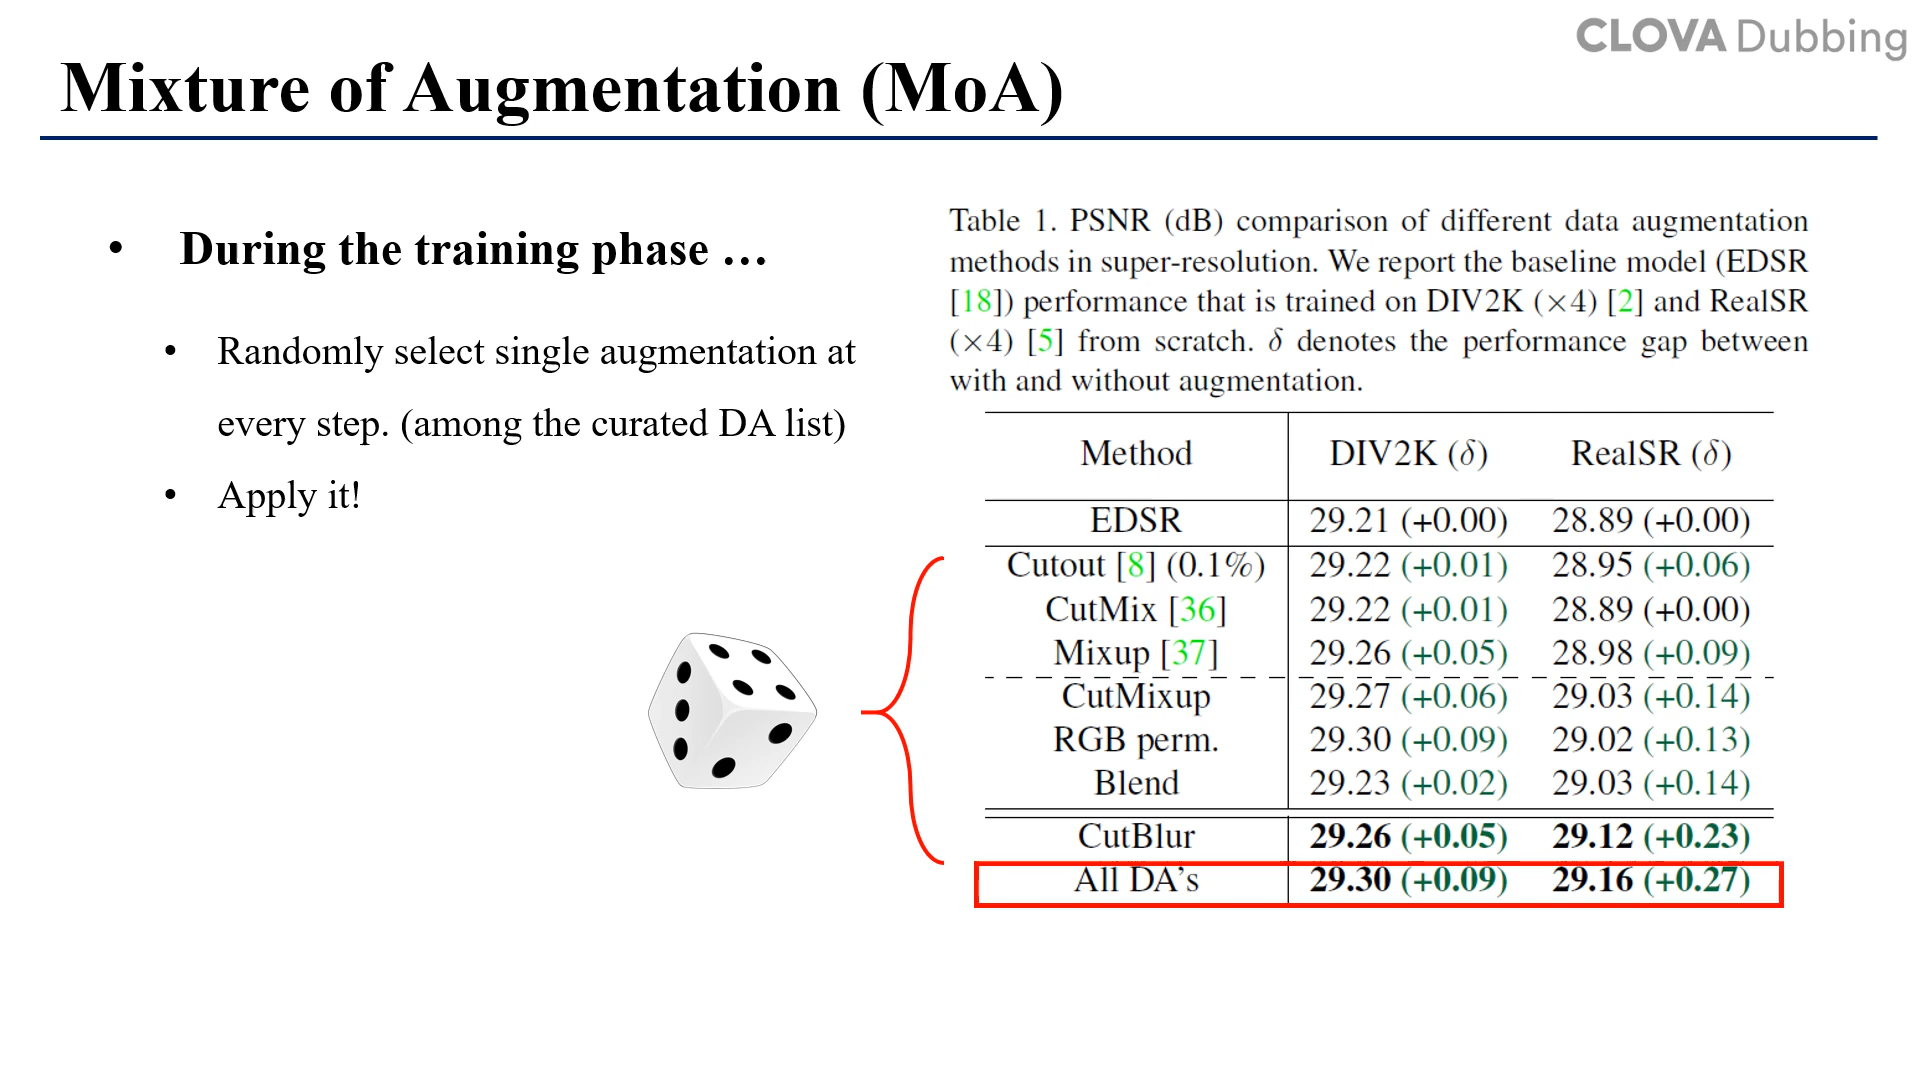 CLOVA Dubbing
Mixture of Augmentation (MoA)
• During the training phase …
• Randomly select single augmentation at
every step. (among the curated DA list)
• Apply it!
Table 1. PSNR (dB) comparison of different data augmentation
methods in super-resolution. We report the baseline model (EDSR
[18]) performance that is trained on DIV2K (×4) [2] and RealSR
(×4) [5] from scratch. δ denotes the performance gap between
with and without augmentation.
Method DIV2K (δ) RealSR (δ)
EDSR 29.21 (+0.00) 28.89 (+0.00)
Cutout [8] (0.1%) 29.22 (+0.01) 28.95 (+0.06)
CutMix [36] 29.22 (+0.01) 28.89 (+0.00)
Mixup [37] 29.26 (+0.05) 28.98 (+0.09)
CutMixup 29.27 (+0.06) 29.03 (+0.14)
RGB perm. 29.30 (+0.09) 29.02 (+0.13)
Blend 29.23 (+0.02) 29.03 (+0.14)
CutBlur 29.26 (+0.05) 29.12 (+0.23)
All DA's 29.30 (+0.09) 29.16 (+0.27)